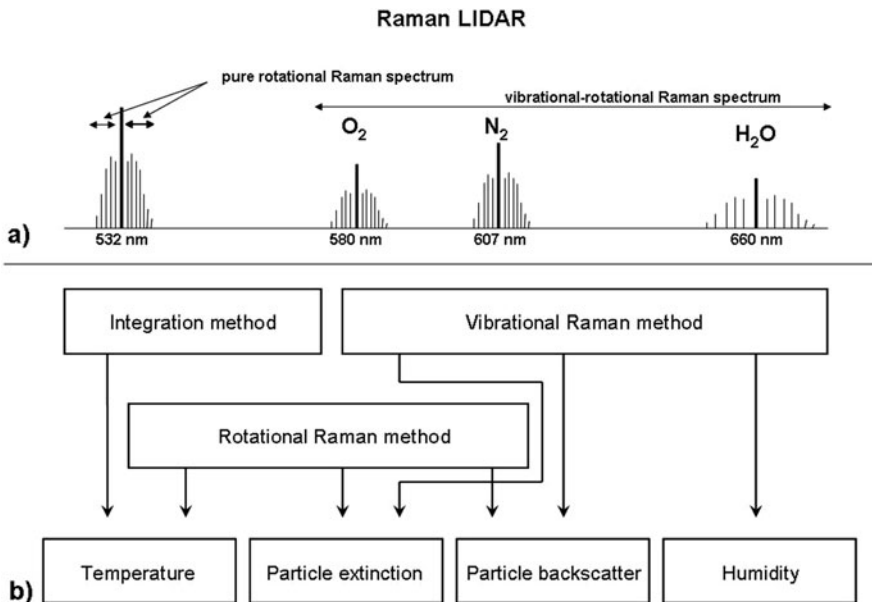 Raman LIDAR
pure rotational Raman spectrum
vibrational-rotational Raman spectrum
O₂ N₂ H₂O
a)
532 nm 580 nm 607 nm 660 nm
Integration method Vibrational Raman method
Rotational Raman method
Temperature Particle extinction Particle backscatter Humidity
b)